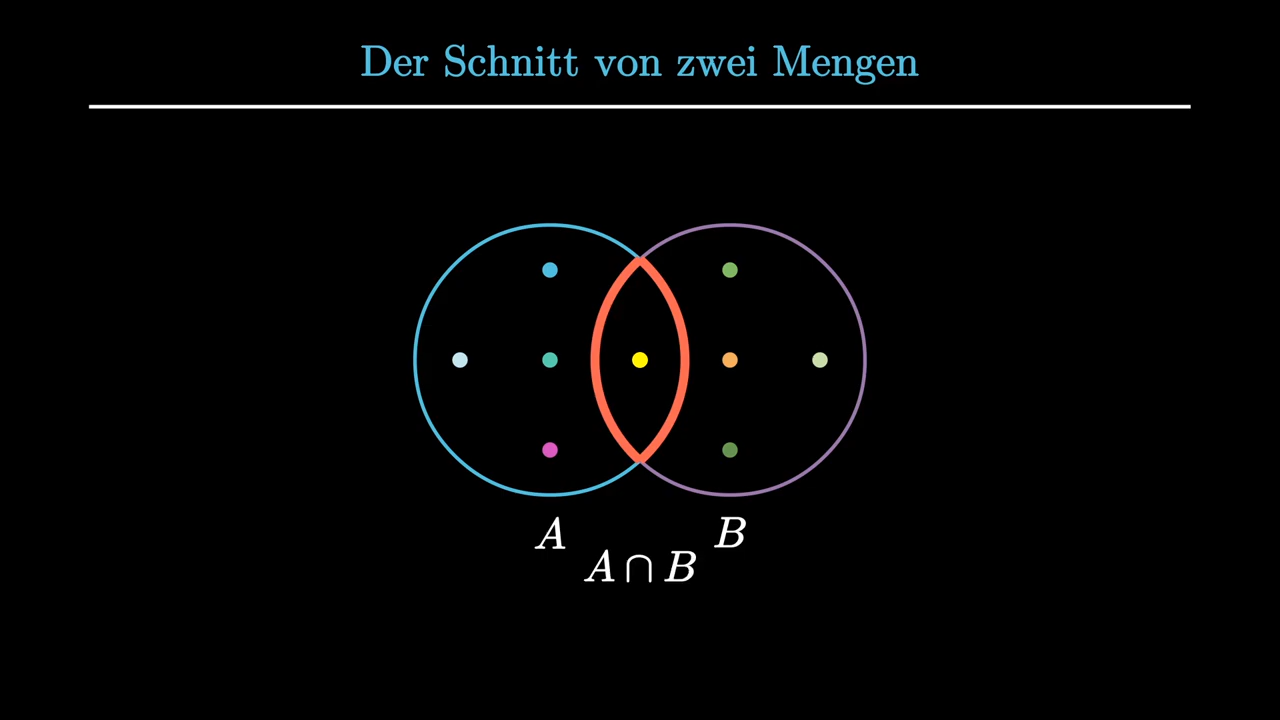 Der Schnitt von zwei Mengen
A B
A ∩ B